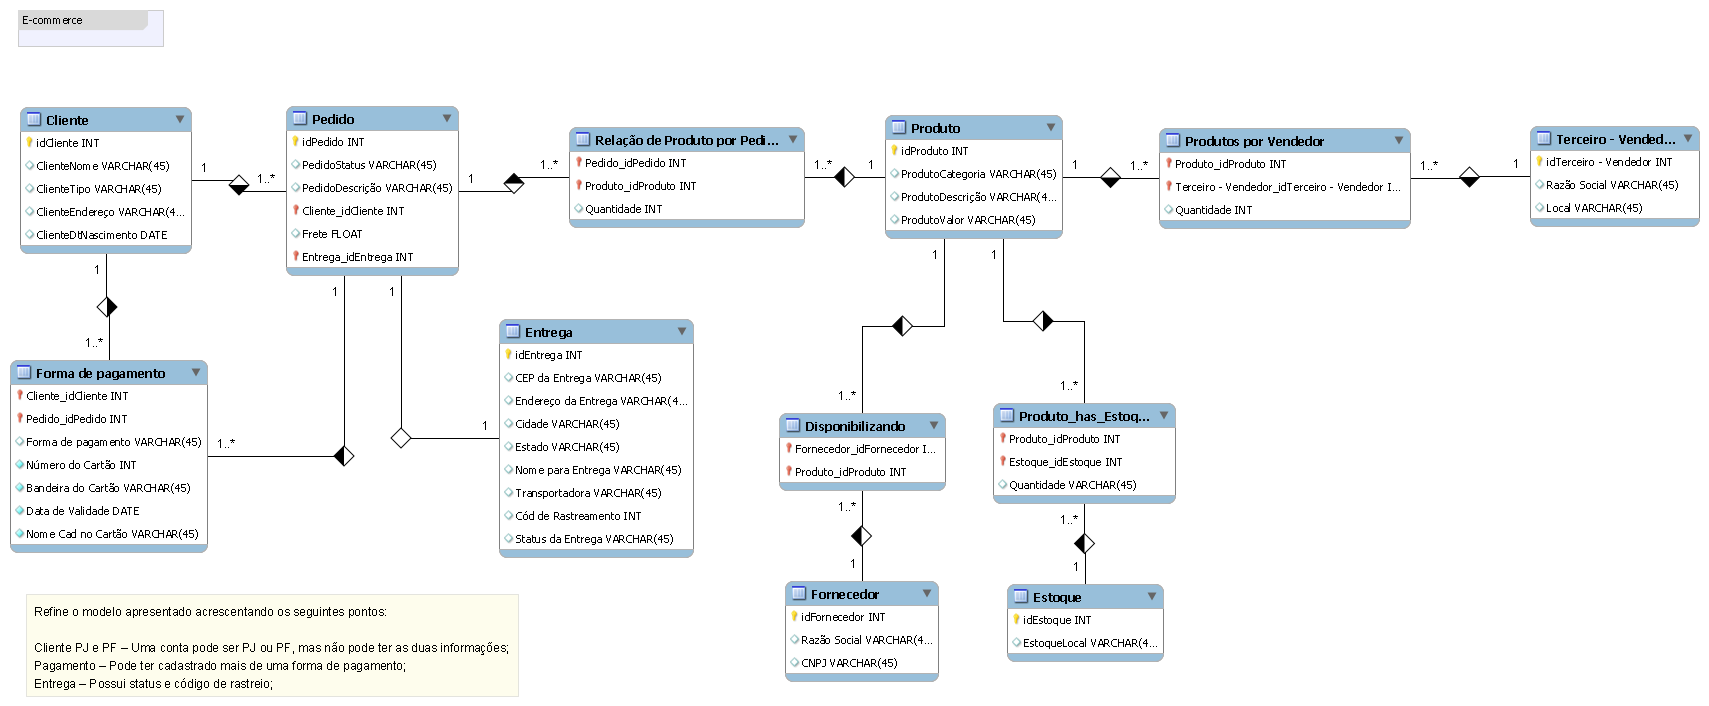 E-commerce
Cliente
idCliente INT
ClienteNome VARCHAR(45)
ClienteTipo VARCHAR(45)
ClienteEndereço VARCHAR(4...
ClienteDtNascimento DATE
1
1..*
Pedido
idPedido INT
PedidoStatus VARCHAR(45)
PedidoDescrição VARCHAR(45)
Cliente_idCliente INT
Frete FLOAT
Entrega_idEntrega INT
1
1..*
Relação de Produto por Pedi...
Pedido_idPedido INT
Produto_idProduto INT
Quantidade INT
1..*
1
Produto
idProduto INT
ProdutoCategoria VARCHAR(45)
ProdutoDescrição VARCHAR(4...
ProdutoValor VARCHAR(45)
1
1..*
Produtos por Vendedor
Produto_idProduto INT
Terceiro - Vendedor_idTerceiro - Vendedor I...
Quantidade INT
1..*
1
Terceiro - Vended...
idTerceiro - Vendedor INT
Razão Social VARCHAR(45)
Local VARCHAR(45)
1
1..*
Forma de pagamento
Cliente_idCliente INT
Pedido_idPedido INT
Forma de pagamento VARCHAR(45)
Número do Cartão INT
Bandeira do Cartão VARCHAR(45)
Data de Validade DATE
Nome Cad no Cartão VARCHAR(45)
1..*
1
1
1
Entrega
idEntrega INT
CEP da Entrega VARCHAR(45)
Endereço da Entrega VARCHAR(4...
Cidade VARCHAR(45)
Estado VARCHAR(45)
Nome para Entrega VARCHAR(45)
Transportadora VARCHAR(45)
Cód de Rastreamento INT
Status da Entrega VARCHAR(45)
1
1..*
Disponibilizando
Fornecedor_idFornecedor I...
Produto_idProduto INT
1..*
1
Fornecedor
idFornecedor INT
Razão Social VARCHAR(4...
CNPJ VARCHAR(45)
1
1..*
Produto_has_Estoq...
Produto_idProduto INT
Estoque_idEstoque INT
Quantidade VARCHAR(45)
1..*
1
Estoque
idEstoque INT
EstoqueLocal VARCHAR(4...
Refine o modelo apresentado acrescentando os seguintes pontos:
Cliente PJ e PF – Uma conta pode ser PJ ou PF, mas não pode ter as duas informações;
Pagamento – Pode ter cadastrado mais de uma forma de pagamento;
Entrega – Possui status e código de rastreio;